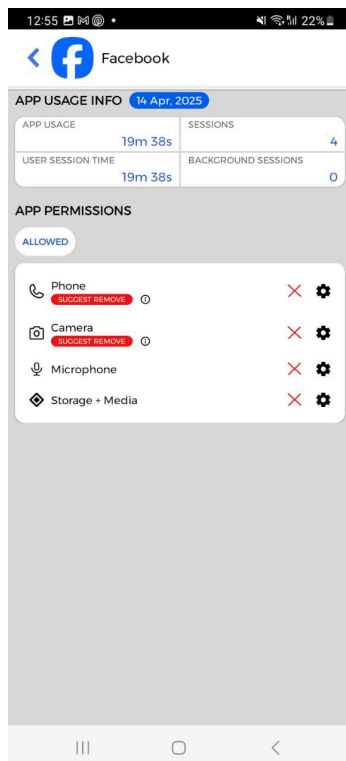 12:55 22%
Facebook
APP USAGE INFO 14 Apr, 2025
APP USAGE SESSIONS
19m 38s 4
USER SESSION TIME BACKGROUND SESSIONS
19m 38s 0
APP PERMISSIONS
ALLOWED
Phone
SUGGEST REMOVE
Camera
SUGGEST REMOVE
Microphone
Storage + Media